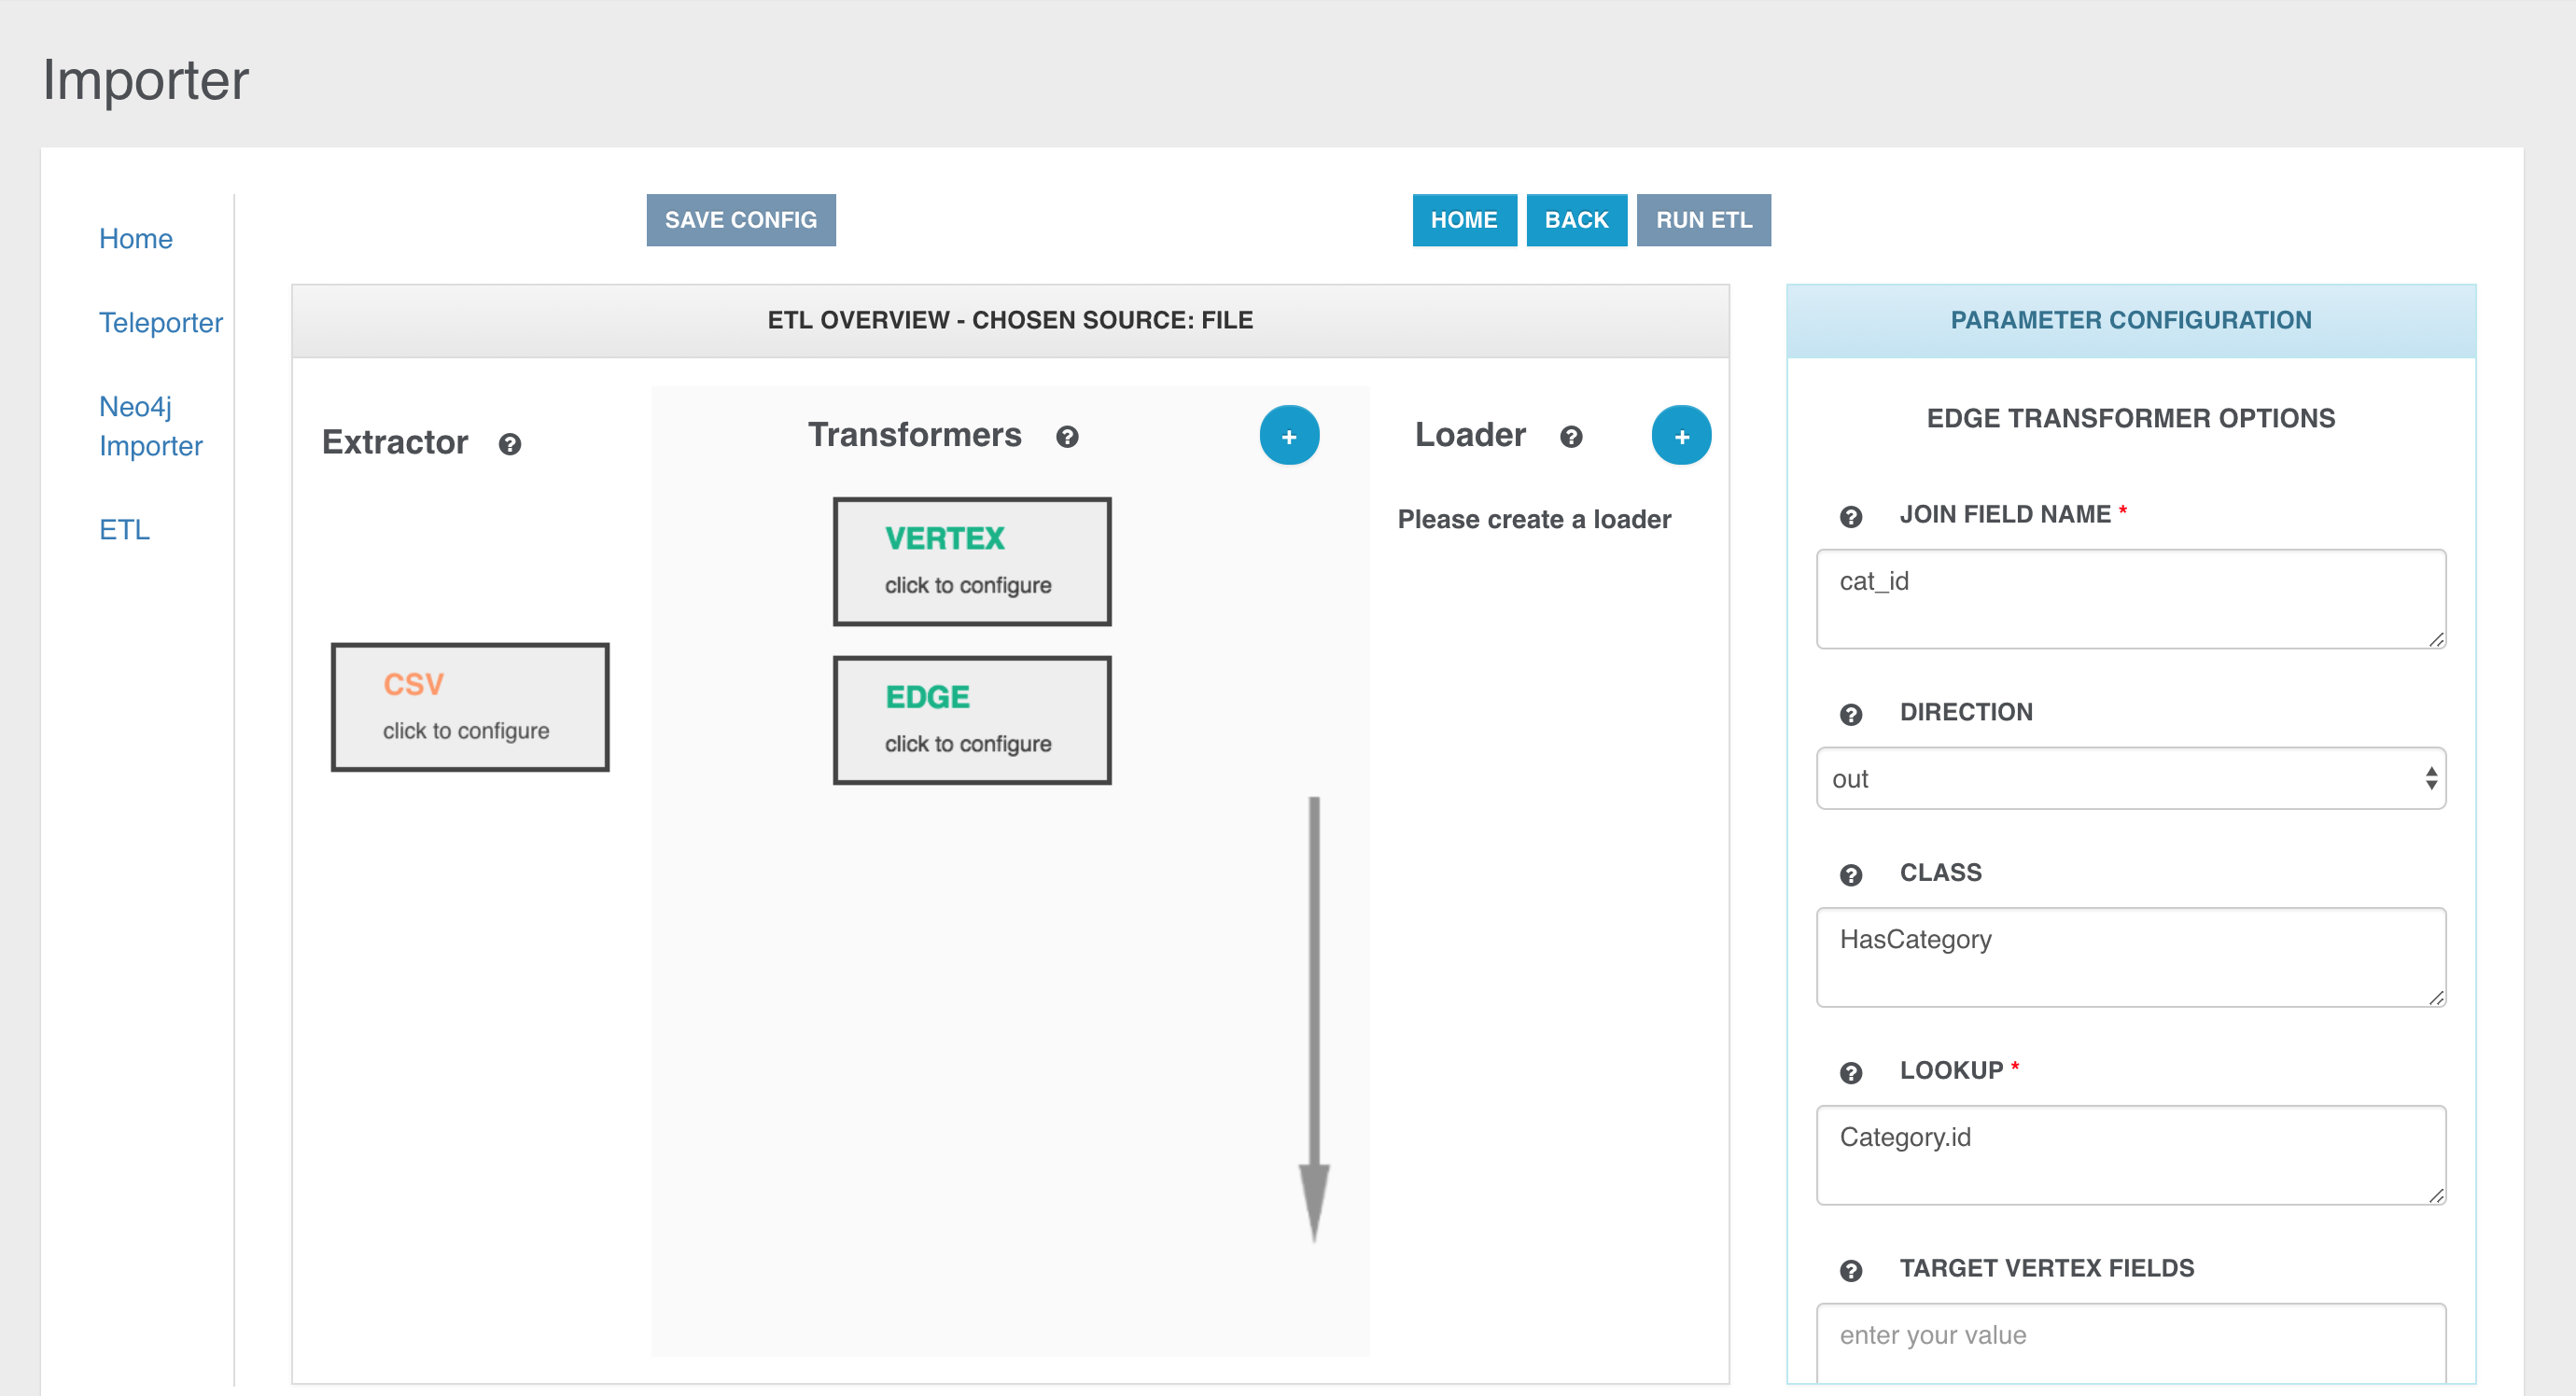 Importer
Home
Teleporter
Neo4j
Importer
ETL
SAVE CONFIG
HOME
BACK
RUN ETL
ETL OVERVIEW - CHOSEN SOURCE: FILE
Extractor
CSV
click to configure
Transformers
+
VERTEX
click to configure
EDGE
click to configure
Loader
+
Please create a loader
PARAMETER CONFIGURATION
EDGE TRANSFORMER OPTIONS
JOIN FIELD NAME *
cat_id
DIRECTION
out
CLASS
HasCategory
LOOKUP *
Category.id
TARGET VERTEX FIELDS
enter your value